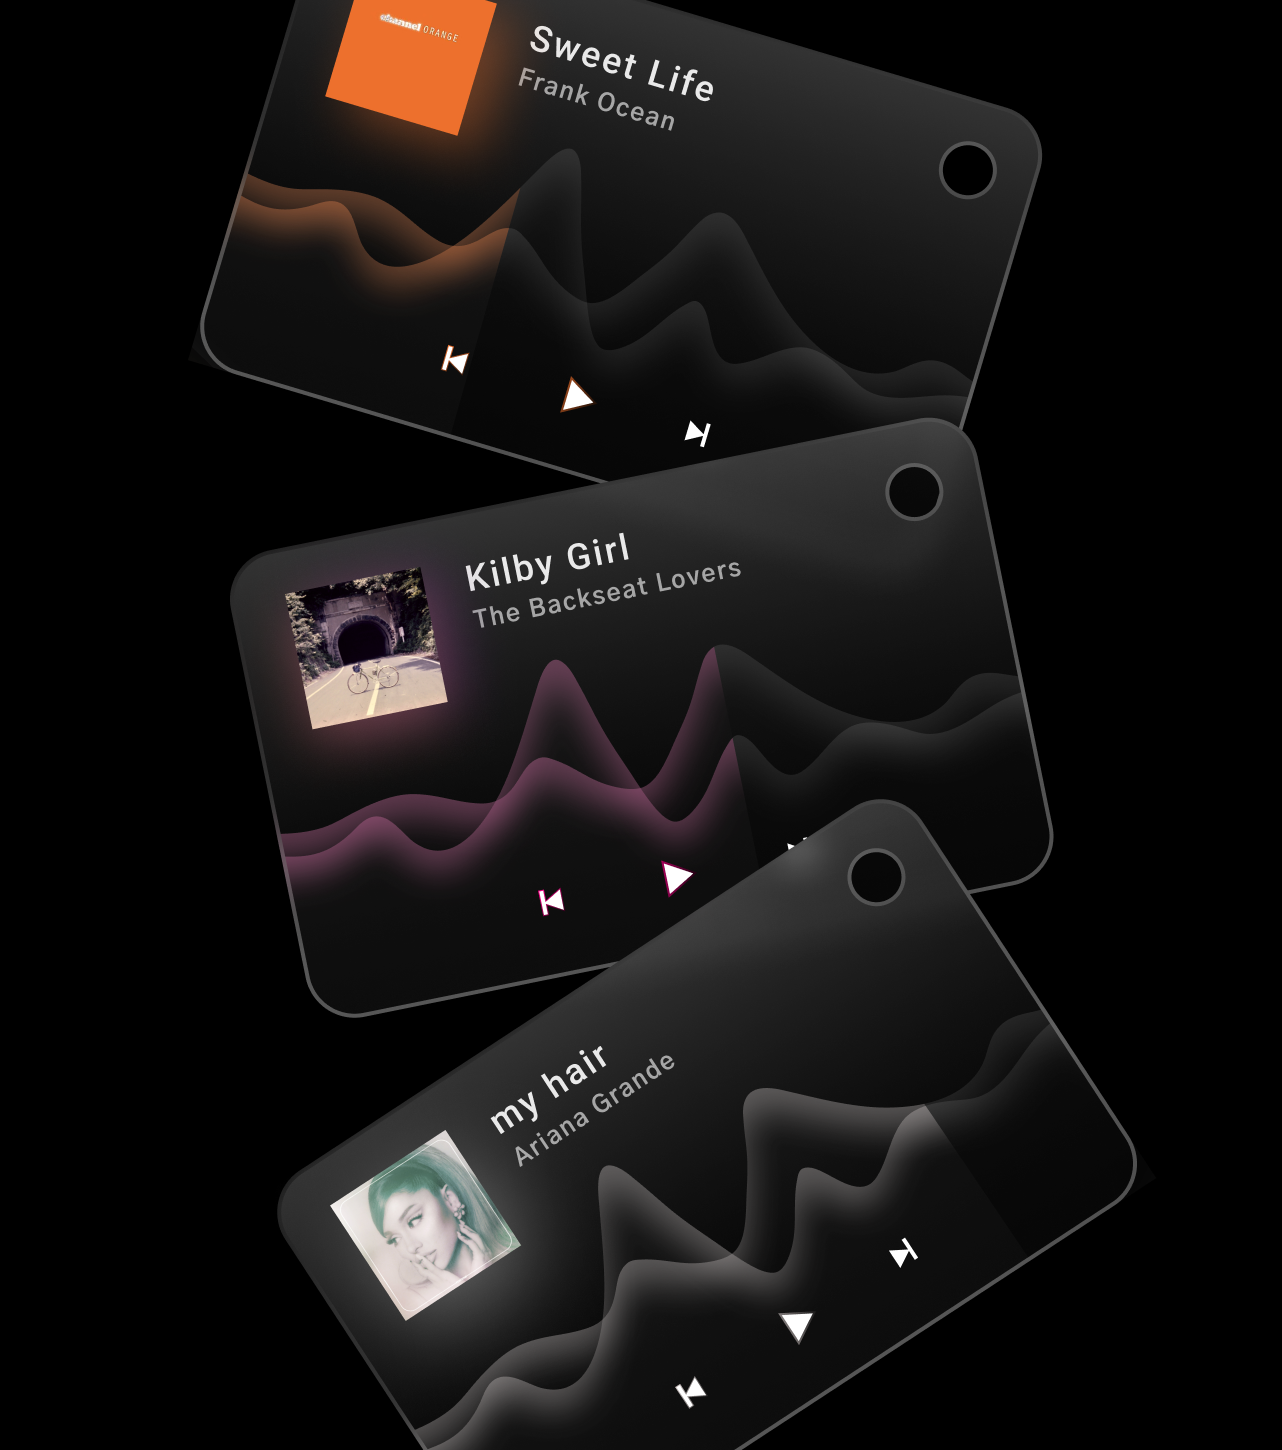 channel ORANGE
Sweet Life
Frank Ocean
Kilby Girl
The Backseat Lovers
my hair
Ariana Grande